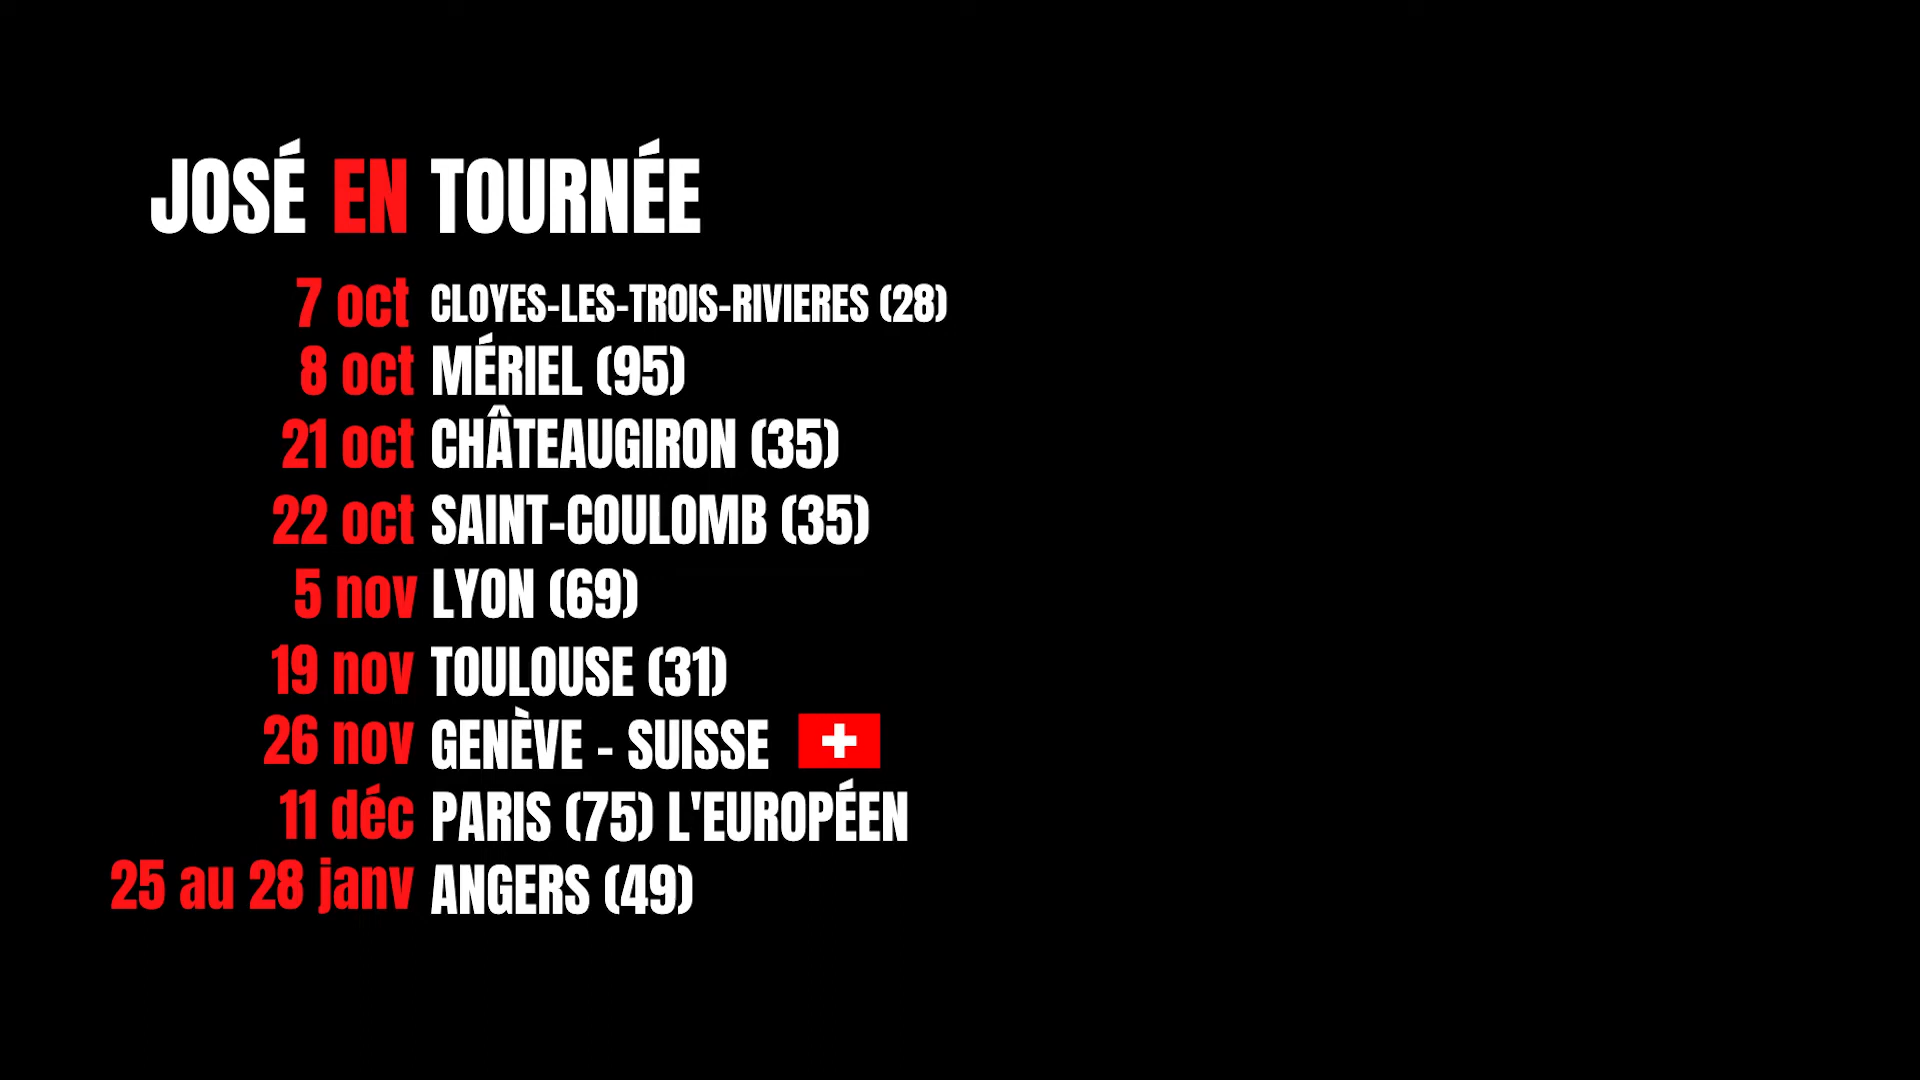 JOSÉ EN TOURNÉE
7 oct CLOYES-LES-TROIS-RIVIERES (28)
8 oct MÉRIEL (95)
21 oct CHÂTEAUGIRON (35)
22 oct SAINT-COULOMB (35)
5 nov LYON (69)
19 nov TOULOUSE (31)
26 nov GENÈVE - SUISSE
11 déc PARIS (75) L'EUROPÉEN
25 au 28 janv ANGERS (49)